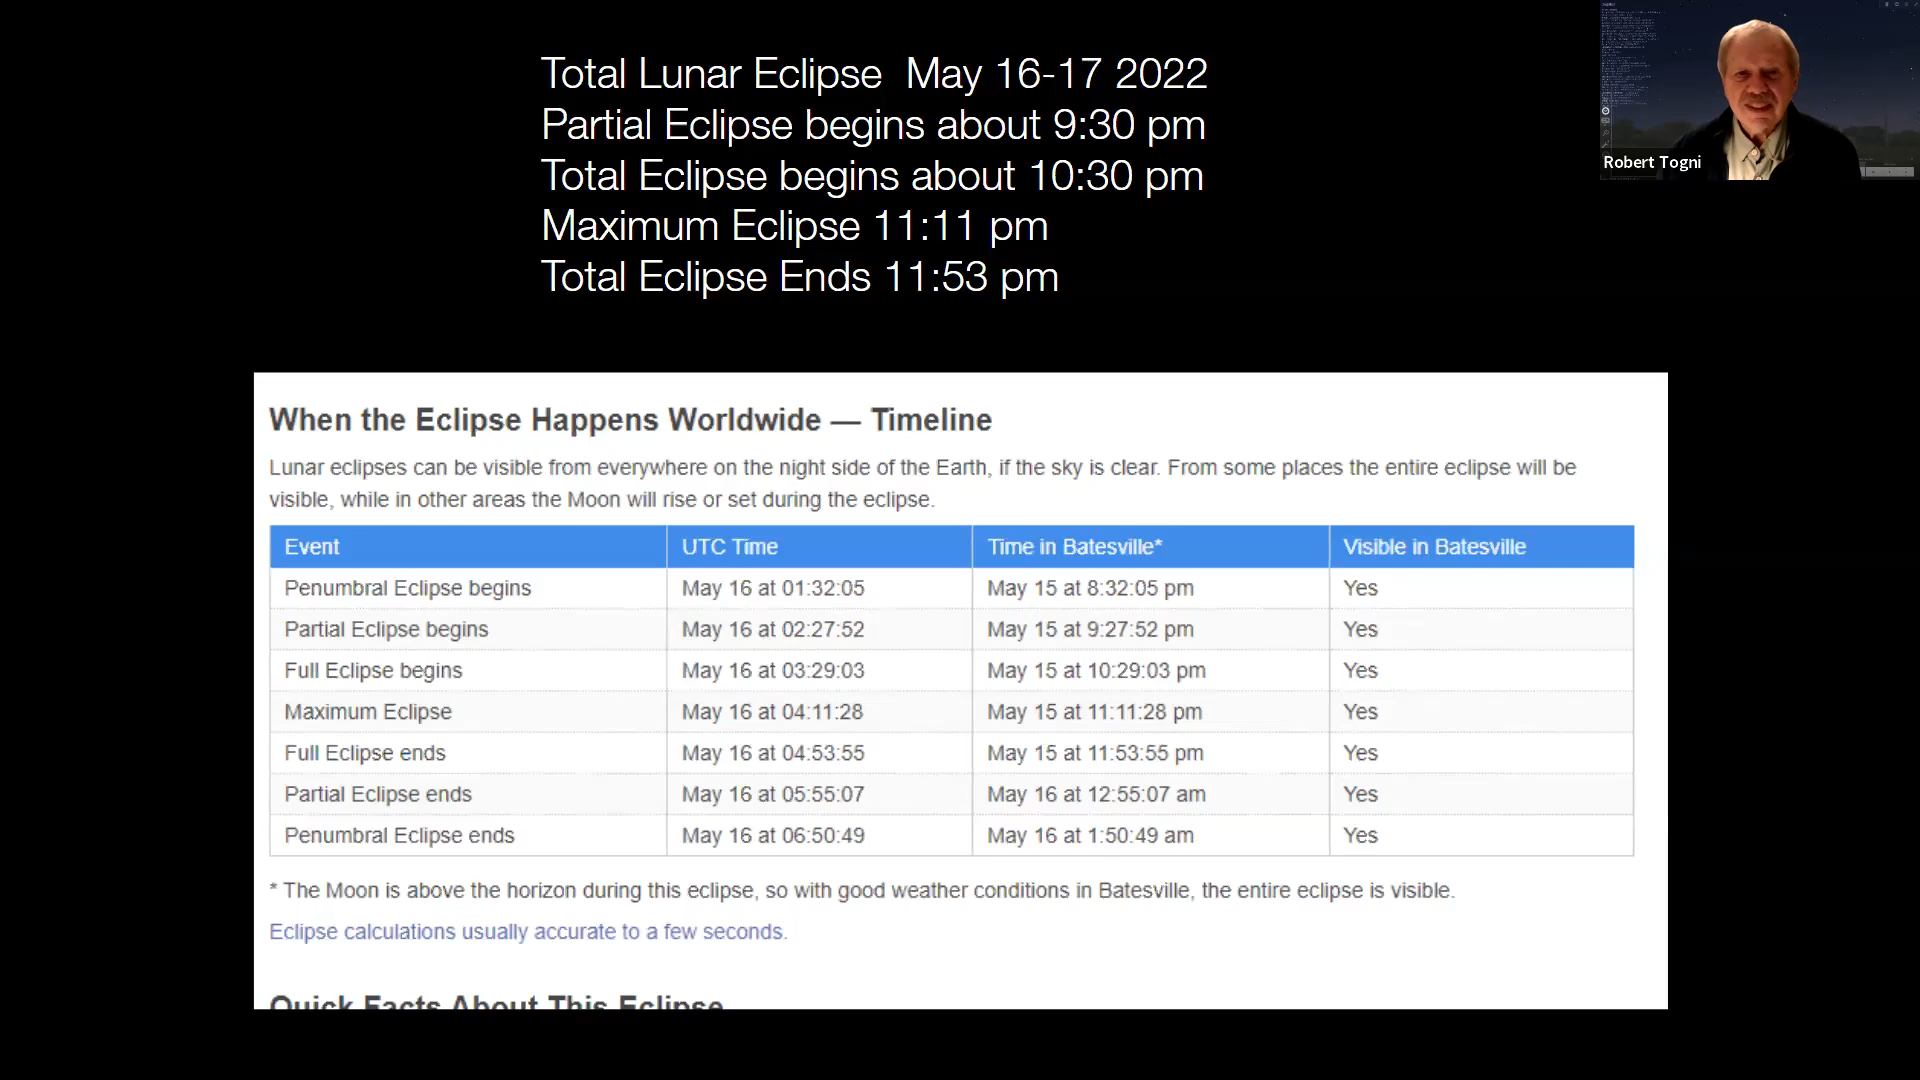 Total Lunar Eclipse  May 16-17 2022
Partial Eclipse begins about 9:30 pm
Total Eclipse begins about 10:30 pm
Maximum Eclipse 11:11 pm
Total Eclipse Ends 11:53 pm
Robert Togni
When the Eclipse Happens Worldwide — Timeline
Lunar eclipses can be visible from everywhere on the night side of the Earth, if the sky is clear. From some places the entire eclipse will be
visible, while in other areas the Moon will rise or set during the eclipse.
Event UTC Time Time in Batesville* Visible in Batesville
Penumbral Eclipse begins May 16 at 01:32:05 May 15 at 8:32:05 pm Yes
Partial Eclipse begins May 16 at 02:27:52 May 15 at 9:27:52 pm Yes
Full Eclipse begins May 16 at 03:29:03 May 15 at 10:29:03 pm Yes
Maximum Eclipse May 16 at 04:11:28 May 15 at 11:11:28 pm Yes
Full Eclipse ends May 16 at 04:53:55 May 15 at 11:53:55 pm Yes
Partial Eclipse ends May 16 at 05:55:07 May 16 at 12:55:07 am Yes
Penumbral Eclipse ends May 16 at 06:50:49 May 16 at 1:50:49 am Yes
* The Moon is above the horizon during this eclipse, so with good weather conditions in Batesville, the entire eclipse is visible.
Eclipse calculations usually accurate to a few seconds.
Quick Facts About This Eclipse